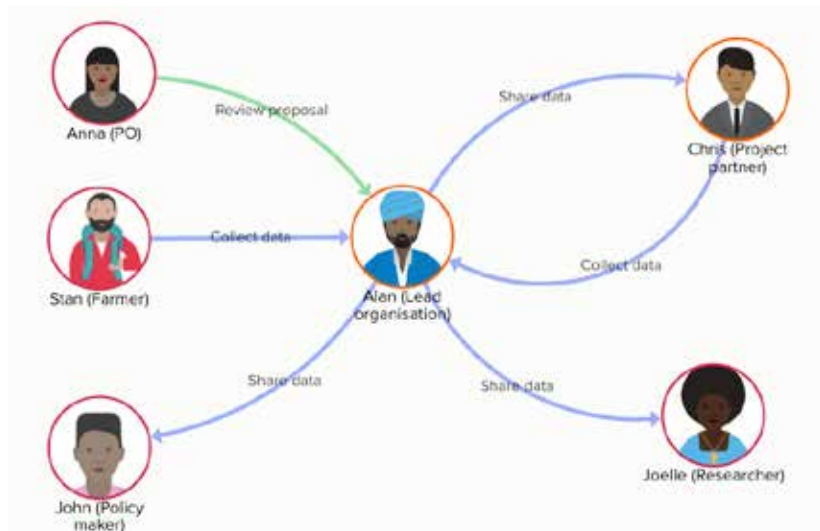 Anna (PO)
Review proposal
Share data
Chris (Project
partner)
Stan (Farmer)
Collect data
Alan (Lead
organisation)
Collect data
Share data
Share data
John (Policy
maker)
Joelle (Researcher)